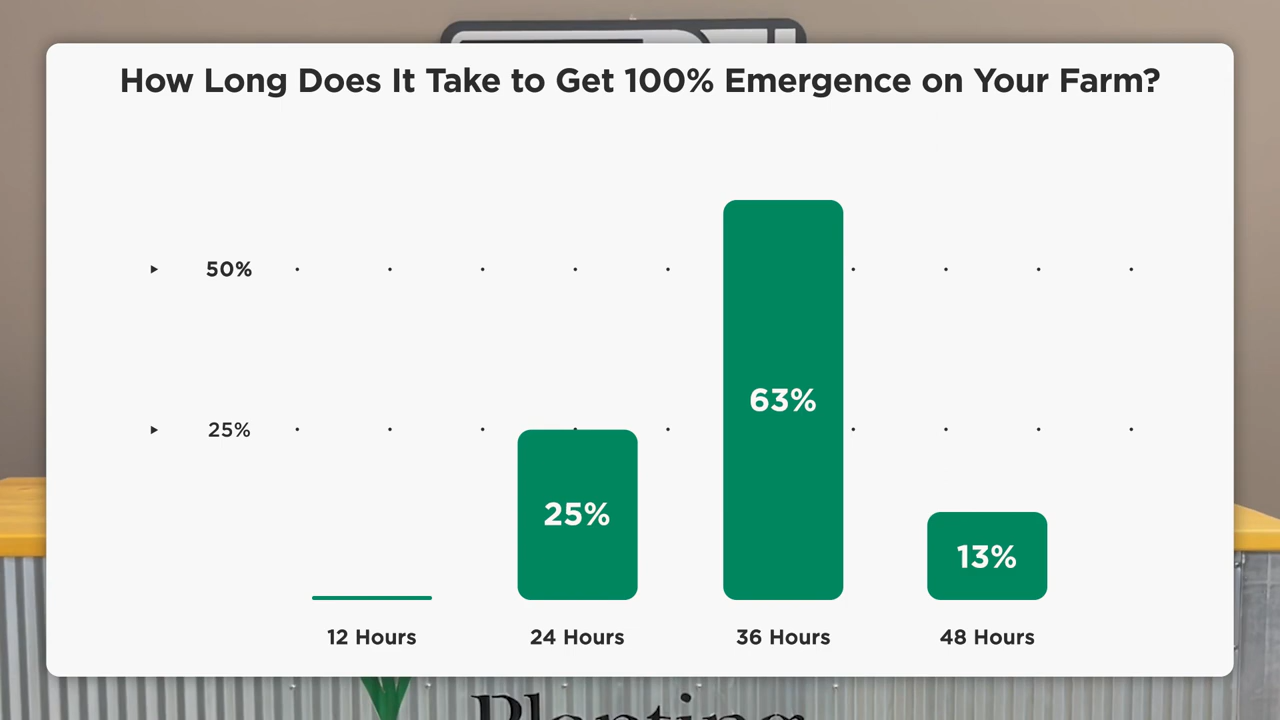 How Long Does It Take to Get 100% Emergence on Your Farm?
50%
25%
25%
63%
13%
12 Hours
24 Hours
36 Hours
48 Hours
Planting